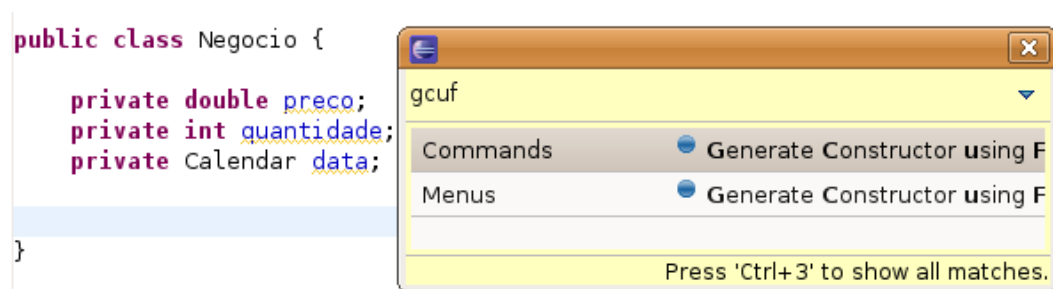 public class Negocio {
private double preco;
private int quantidade;
private Calendar data;
}
gcuf
Commands Generate Constructor using F
Menus Generate Constructor using F
Press 'Ctrl+3' to show all matches.